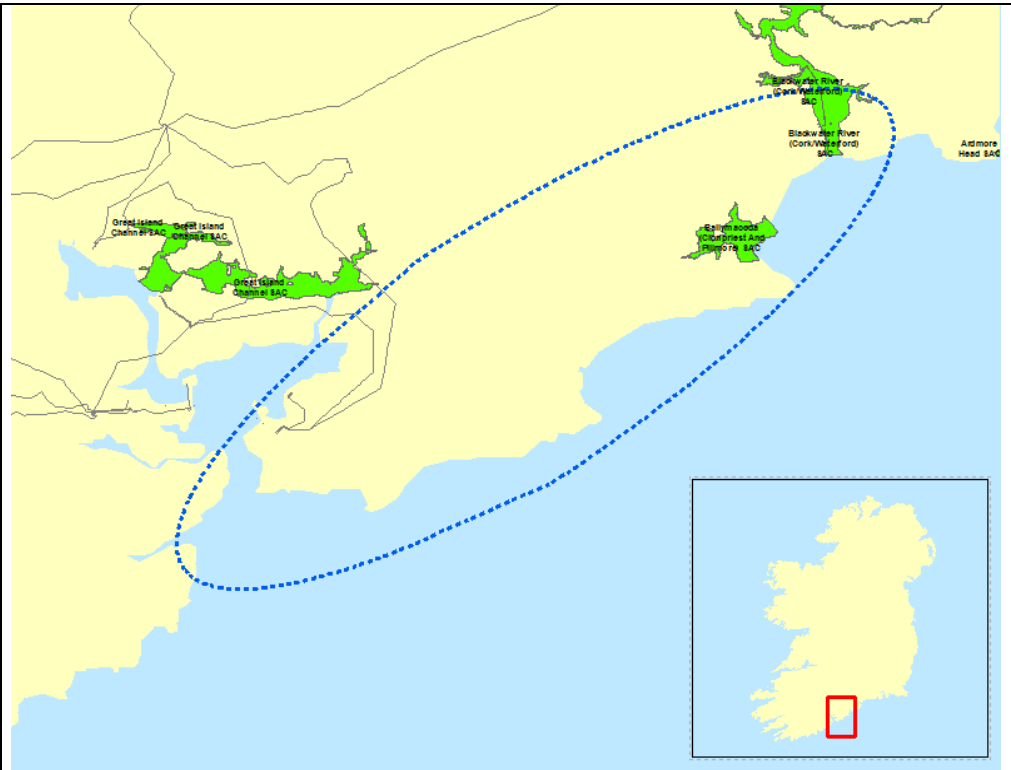 Blackwater River
(Cork/Waterford)
SAC
Blackwater River
(Cork/Waterford)
SAC
Ardmore
Head SAC
Great Island
Channel SAC
Great Island
Channel SAC
Ballymacoda
(Clonpriest And
Pillmore) SAC
Great Island
Channel SAC